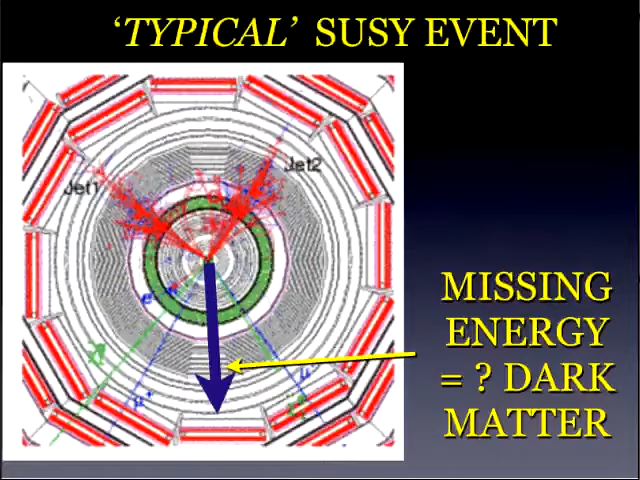 ‘TYPICAL’ SUSY EVENT
Jet1
Jet2
MISSING
ENERGY
= ? DARK
MATTER